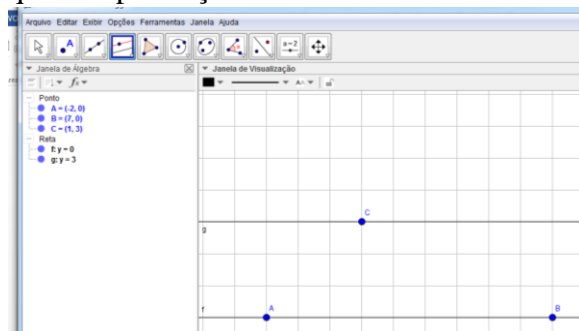 Arquivo Editar Exibir Opções Ferramentas Janela Ajuda
A
a=2
Janela de Álgebra
Janela de Visualização
Ponto
A = (-2, 0)
B = (7, 0)
C = (1, 3)
Reta
f: y = 0
g: y = 3
C
g
f
A
B